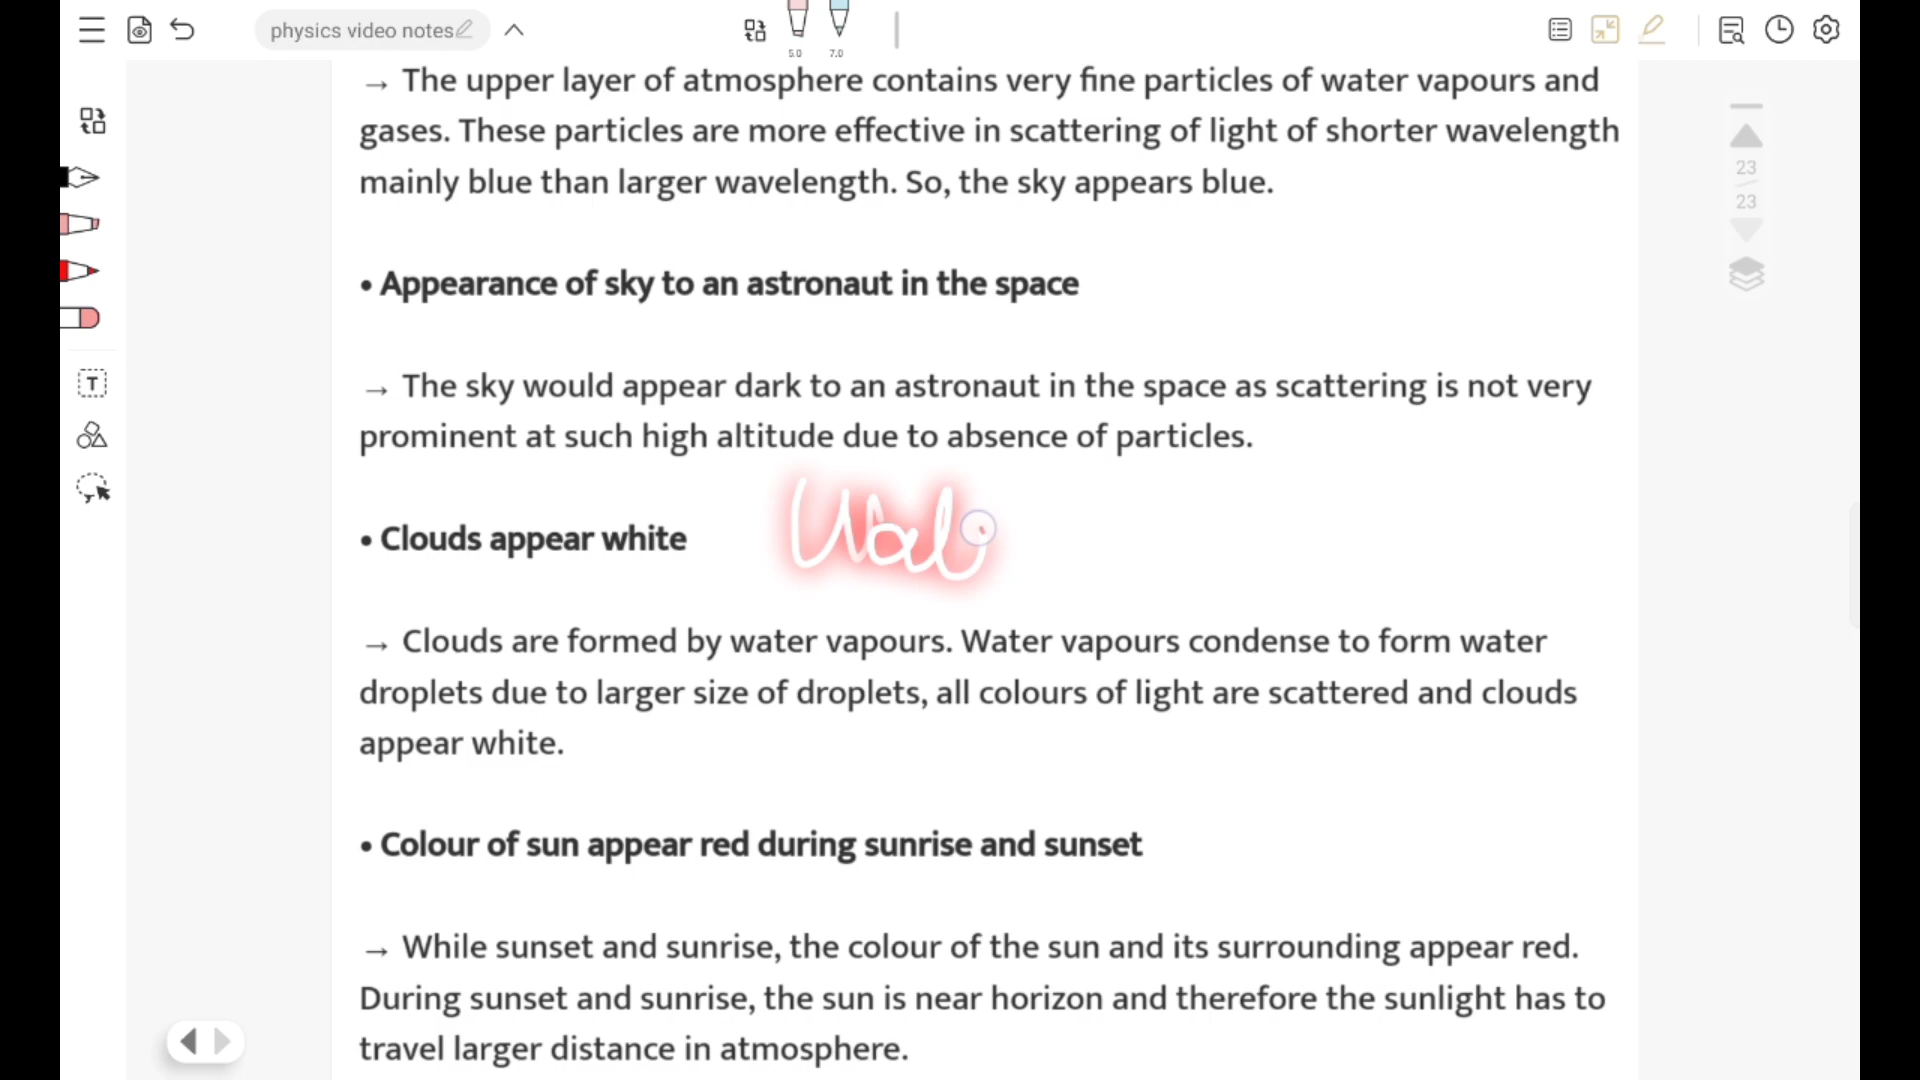 physics video notes
5.0 7.0
→ The upper layer of atmosphere contains very fine particles of water vapours and
gases. These particles are more effective in scattering of light of shorter wavelength
mainly blue than larger wavelength. So, the sky appears blue.
• Appearance of sky to an astronaut in the space
→ The sky would appear dark to an astronaut in the space as scattering is not very
prominent at such high altitude due to absence of particles.
• Clouds appear white
→ Clouds are formed by water vapours. Water vapours condense to form water
droplets due to larger size of droplets, all colours of light are scattered and clouds
appear white.
• Colour of sun appear red during sunrise and sunset
→ While sunset and sunrise, the colour of the sun and its surrounding appear red.
During sunset and sunrise, the sun is near horizon and therefore the sunlight has to
travel larger distance in atmosphere.
T
23
23